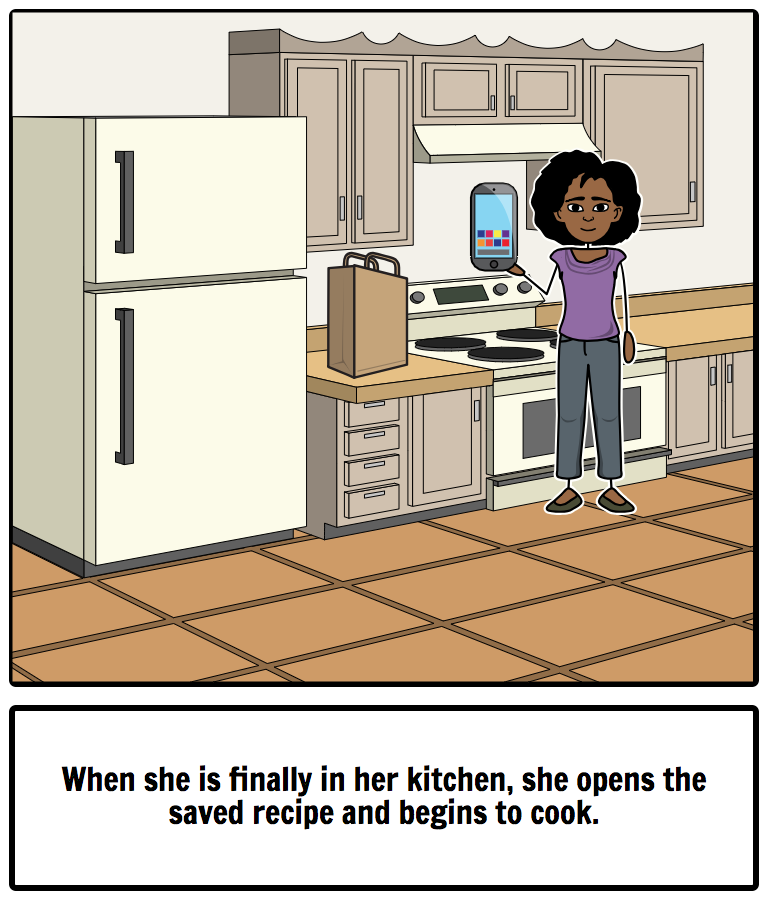 When she is finally in her kitchen, she opens the
saved recipe and begins to cook.